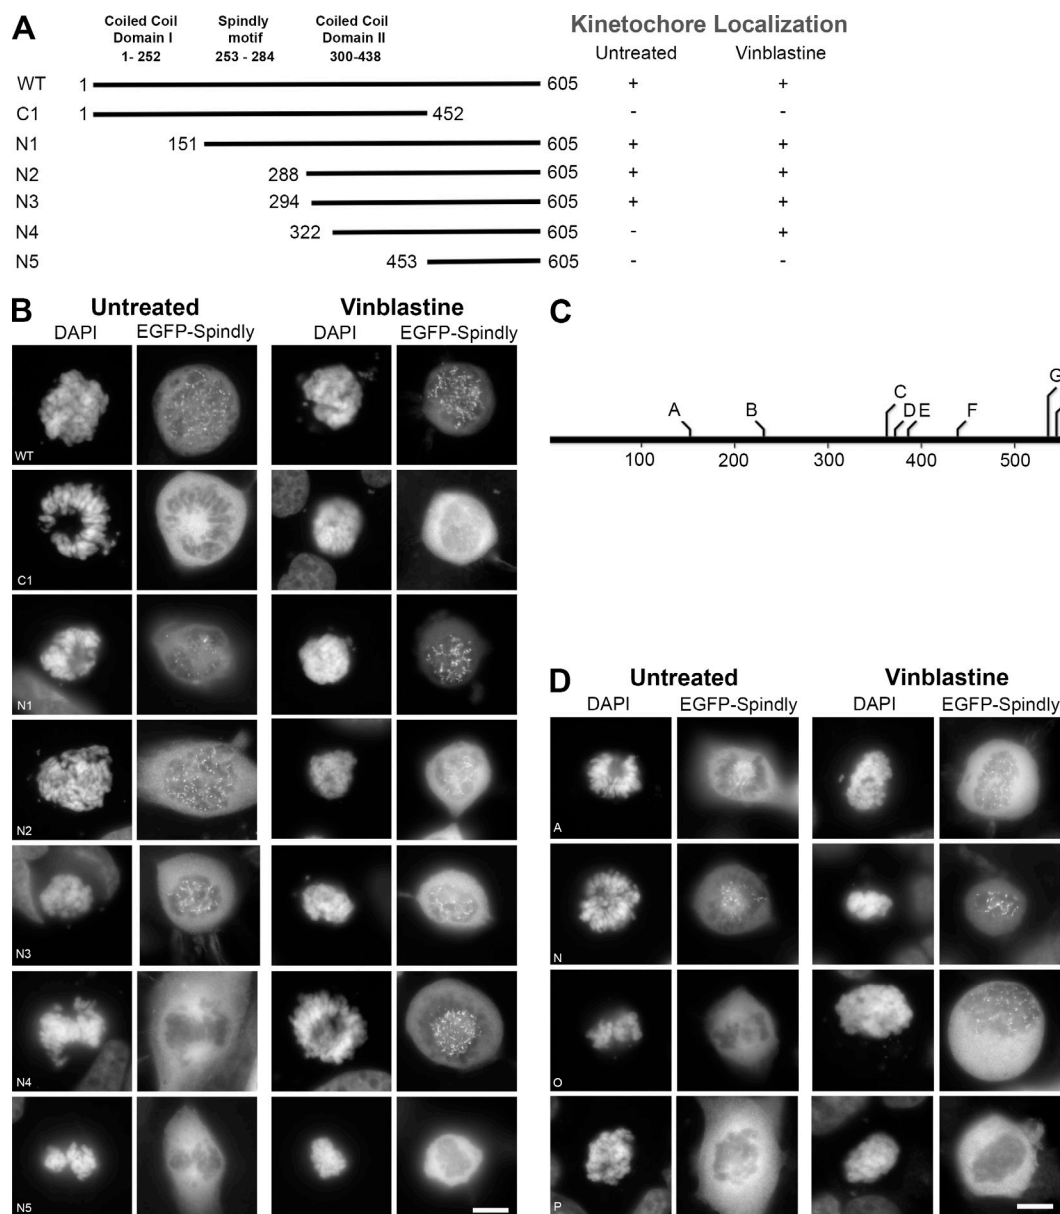 A
Coiled Coil Domain I 1- 252
Spindly motif 253 - 284
Coiled Coil Domain II 300-438
Kinetochore Localization
Untreated Vinblastine
WT 1 605 + +
C1 1 452 - -
N1 151 605 + +
N2 288 605 + +
N3 294 605 + +
N4 322 605 - +
N5 453 605 - -
B
Untreated Vinblastine
DAPI EGFP-Spindly DAPI EGFP-Spindly
WT
C1
N1
N2
N3
N4
N5
C
A B C D E F G
100 200 300 400 500
D
Untreated Vinblastine
DAPI EGFP-Spindly DAPI EGFP-Spindly
A
N
O
P